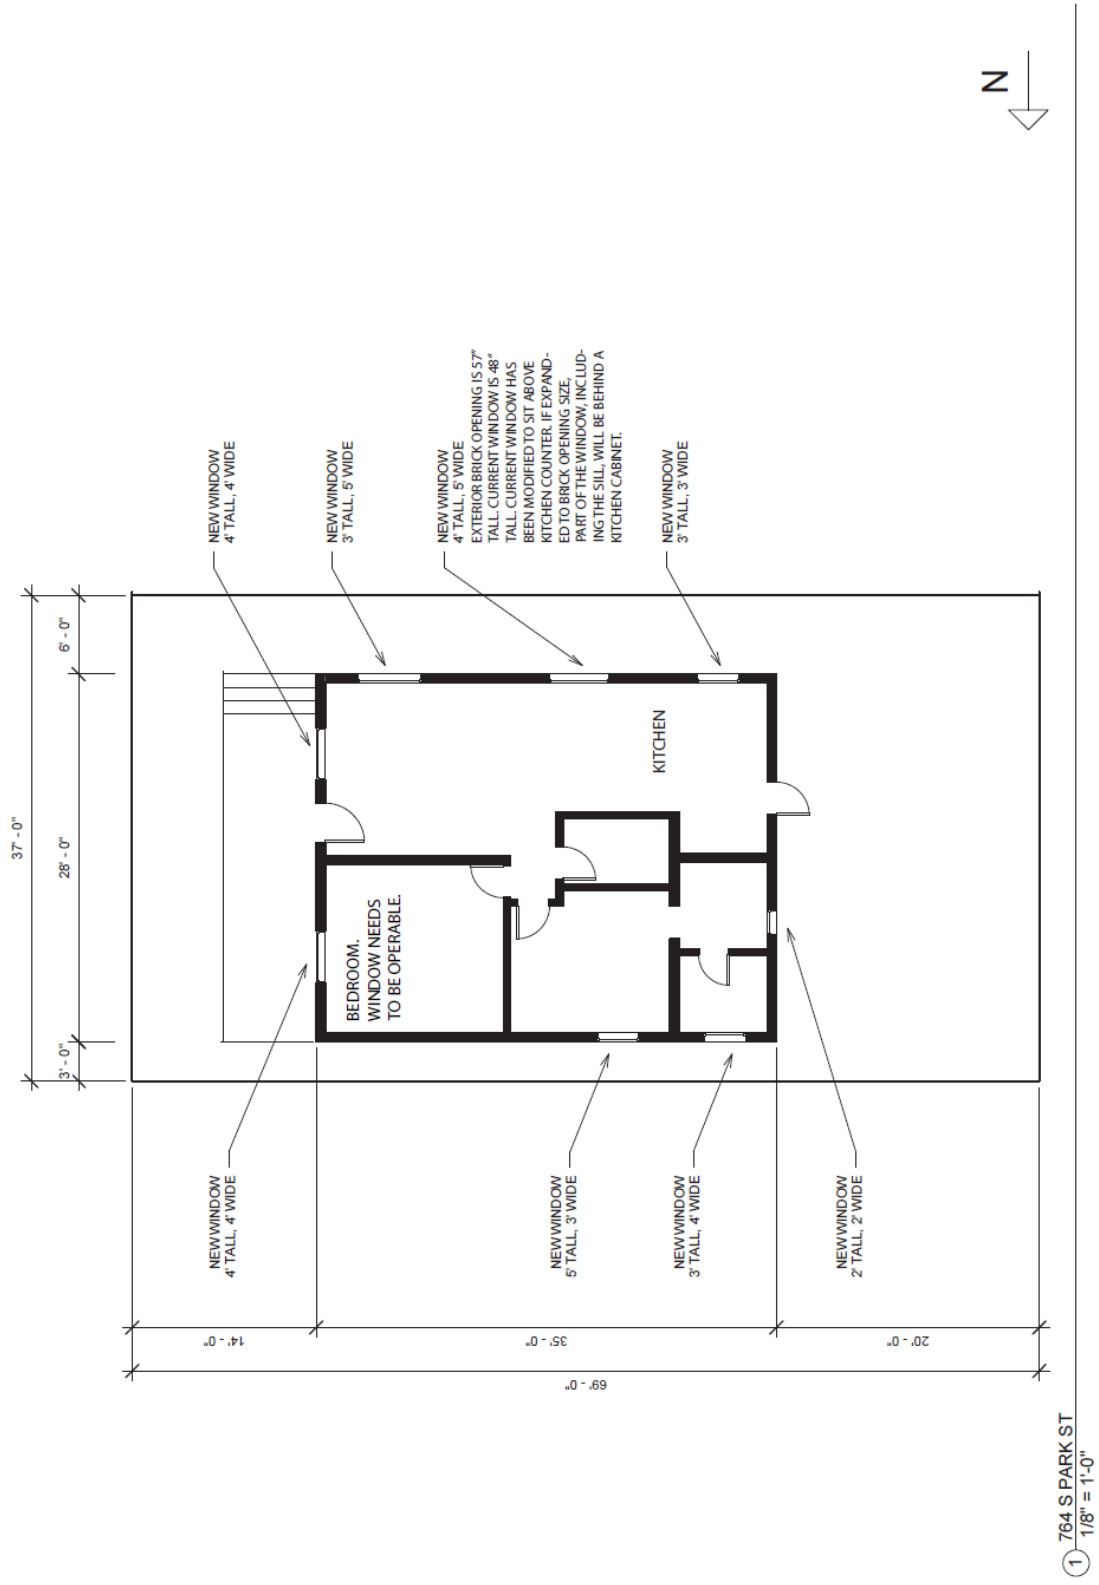 N
37' - 0"
3' - 0"
28' - 0"
6' - 0"
NEW WINDOW
4' TALL, 4' WIDE
NEW WINDOW
3' TALL, 5' WIDE
NEW WINDOW
4' TALL, 5' WIDE
EXTERIOR BRICK OPENING IS 57"
TALL. CURRENT WINDOW IS 48"
TALL. CURRENT WINDOW HAS
BEEN MODIFIED TO SIT ABOVE
KITCHEN COUNTER. IF EXPAND-
ED TO BRICK OPENING SIZE,
PART OF THE WINDOW, INCLUD-
ING THE SILL, WILL BE BEHIND A
KITCHEN CABINET.
NEW WINDOW
3' TALL, 3' WIDE
BEDROOM.
WINDOW NEEDS
TO BE OPERABLE.
KITCHEN
NEW WINDOW
4' TALL, 4' WIDE
NEW WINDOW
5' TALL, 3' WIDE
NEW WINDOW
3' TALL, 4' WIDE
NEW WINDOW
2' TALL, 2' WIDE
14' - 0"
35' - 0"
20' - 0"
69' - 0"
1
764 S PARK ST
1/8" = 1'-0"